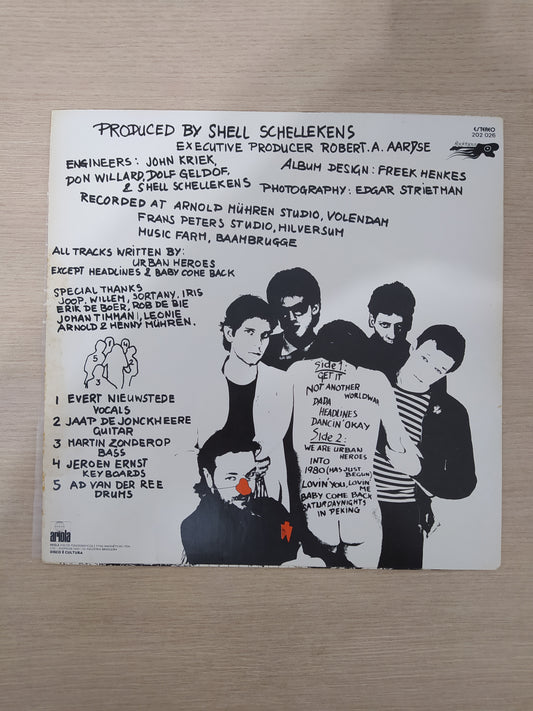 STEREO
202 026
PRODUCED BY SHELL SCHELLEKENS
EXECUTIVE PRODUCER ROBERT. A. AARYSE
ENGINEERS: JOHN KRIEK,
DON WILLARD, DOLF GELDOF,
& SHELL SCHELLEKENS
ALBUM DESIGN: FREEK HENKES
PHOTOGRAPHY: EDGAR STRIETMAN
RECORDED AT ARNOLD MÜHREN STUDIO, VOLENDAM
FRANS PETERS STUDIO, HILVERSUM
MUSIC FARM, BAAMBRUGGE
ALL TRACKS WRITTEN BY:
URBAN HEROES
EXCEPT HEADLINES & BABY COME BACK
SPECIAL THANKS
JOOP, WILLEM, SORTANY, IRIS
ERIK DE BOER, ROB DE BIE
JOHAN TIMMAN, LEONIE
ARNOLD & HENNY MÜHREN.
1 EVERT NIEUWSTEDE
VOCALS
2 JAAP DE JONCKHEERE
GUITAR
3 MARTIN ZONDEROP
BASS
4 JEROEN ERNST
KEYBOARDS
5 AD VAN DER REE
DRUMS
Side 1:
GET IT
NOT ANOTHER
WORLDWAR
DADA
HEADLINES
DANCIN' OKAY
Side 2:
WE ARE URBAN
HEROES
INTO
1980 (HAS JUST
BEGUN)
LOVIN' YOU, LOVIN'
ME
BABY COME BACK
SATURDAYNIGHTS
IN PEKING
ariola
DISCO É CULTURA